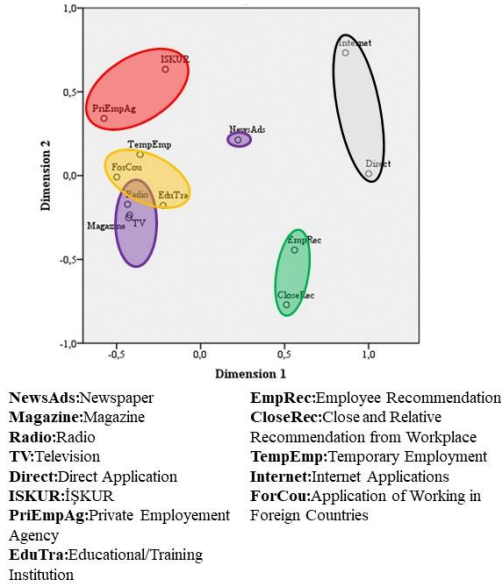 1,0
Internet
ISKUR
0,5
PriEmpAg
NewsAds
TempEmp
Dimension 2
0,0
ForCou
Direct
Radio
EduTra
Magazine
TV
EmpRec
-0,5
CloseRec
-1,0
-0,5
0,0
0,5
1,0
Dimension 1
NewsAds:Newspaper
Magazine:Magazine
Radio:Radio
TV:Television
Direct:Direct Application
ISKUR:İŞKUR
PriEmpAg:Private Employement
Agency
EduTra:Educational/Training
Institution
EmpRec:Employee Recommendation
CloseRec:Close and Relative
Recommendation from Workplace
TempEmp:Temporary Employment
Internet:Internet Applications
ForCou:Application of Working in
Foreign Countries